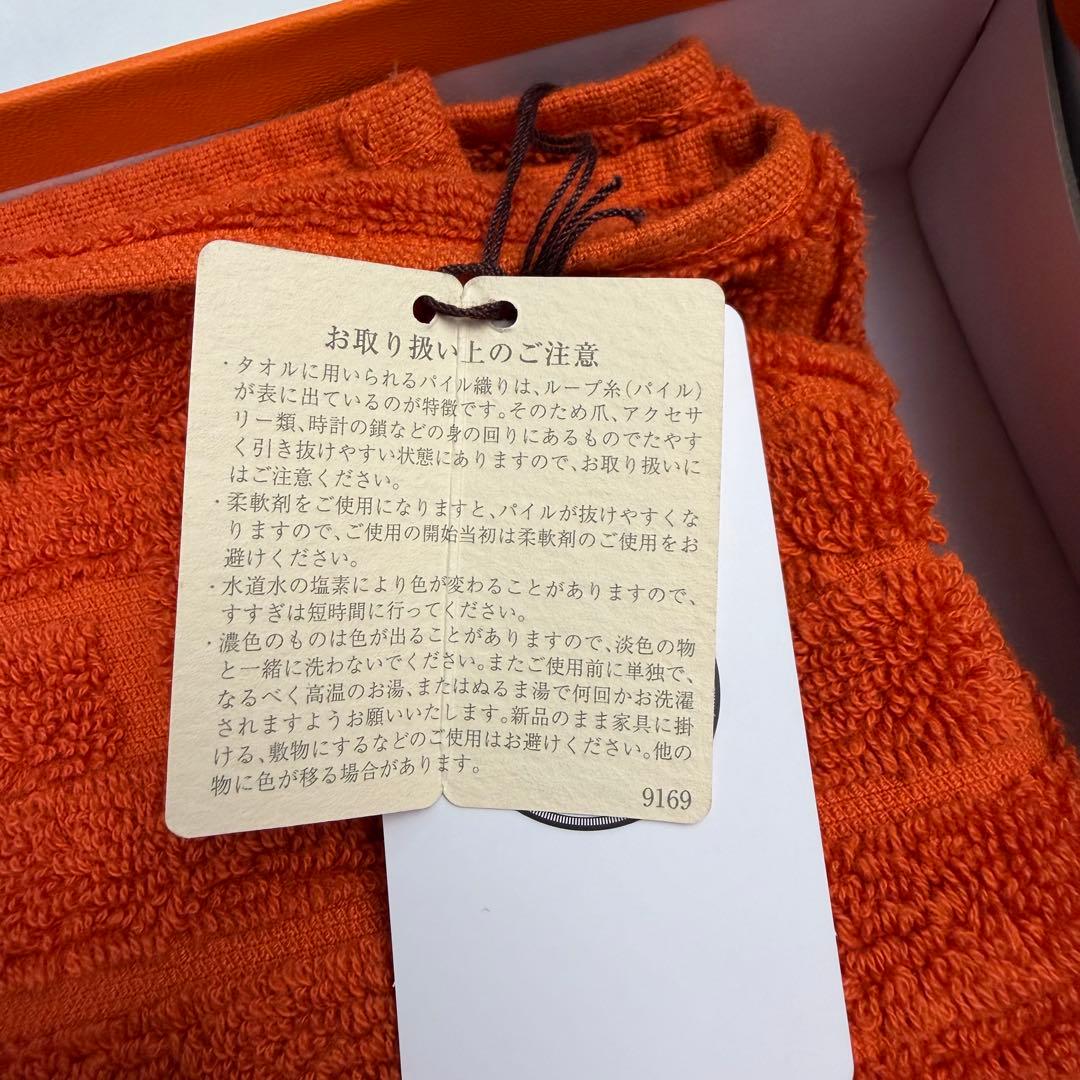 お取り扱い上のご注意
・タオルに用いられるパイル織りは、ループ糸(パイル)
が表に出ているのが特徴です。そのため爪、アクセサ
リー類、時計の鎖などの身の回りにあるものでたやす
く引き抜けやすい状態にありますので、お取り扱いに
はご注意ください。
・柔軟剤をご使用になりますと、パイルが抜けやすくな
りますので、ご使用の開始当初は柔軟剤のご使用をお
避けください。
・水道水の塩素により色が変わることがありますので、
すすぎは短時間に行ってください。
・濃色のものは色が出ることがありますので、淡色の物
と一緒に洗わないでください。またご使用前に単独で、
なるべく高温のお湯、またはぬるま湯で何回かお洗濯
されますようお願いいたします。新品のまま家具に掛
ける、敷物にするなどのご使用はお避けください。他の
物に色が移る場合があります。
9169